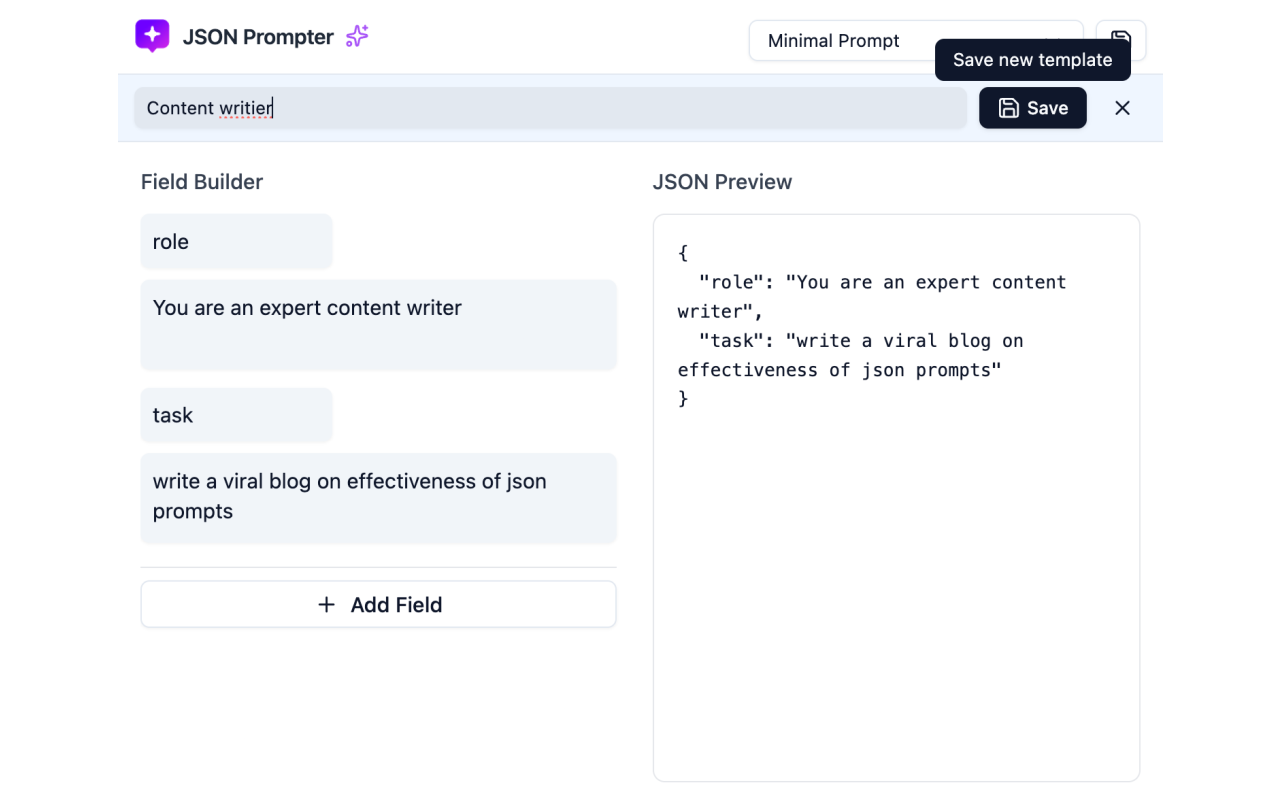 JSON Prompter
Minimal Prompt
Save new template
Content writier
Save
Field Builder
role
You are an expert content writer
task
write a viral blog on effectiveness of json
prompts
Add Field
JSON Preview
{
"role": "You are an expert content
writer",
"task": "write a viral blog on
effectiveness of json prompts"
}